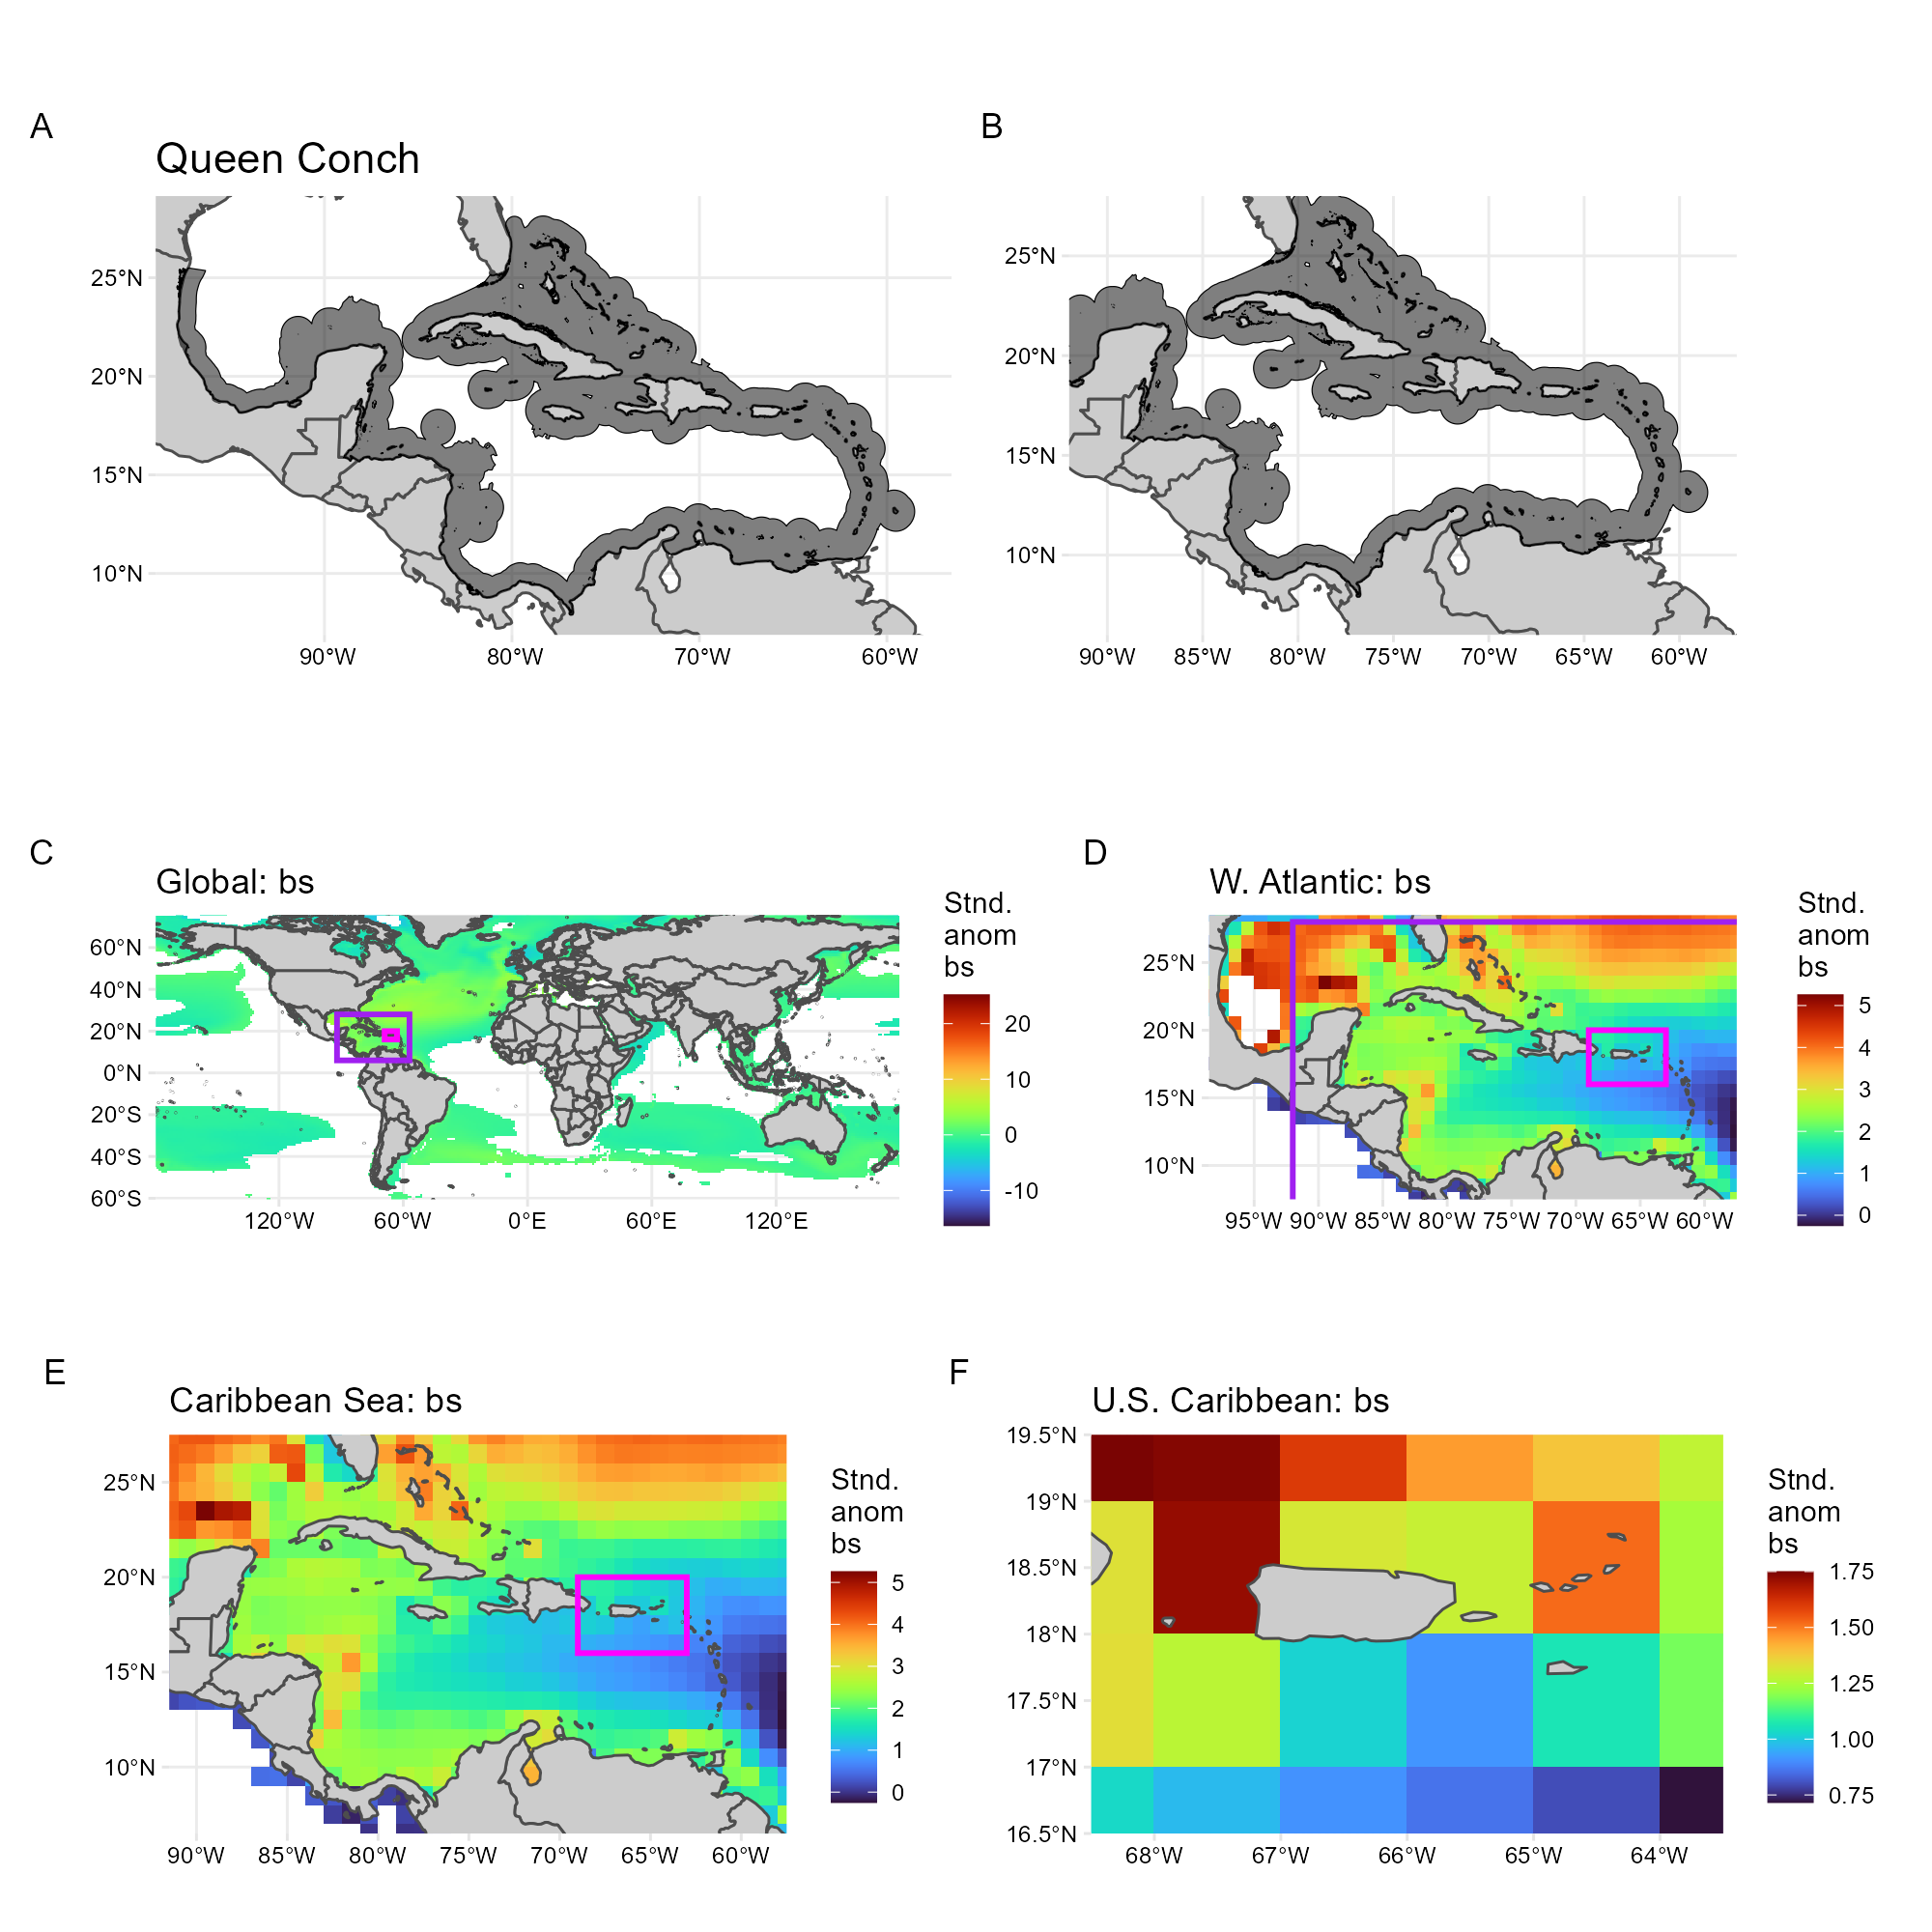 A
B
Queen Conch
25°N
20°N
15°N
10°N
90°W 80°W 70°W 60°W
25°N
20°N
15°N
10°N
90°W 85°W 80°W 75°W 70°W 65°W 60°W
C
Global: bs
60°N
40°N
20°N
0°N
20°S
40°S
60°S
120°W 60°W 0°E 60°E 120°E
Stnd.
anom
bs
20
10
0
-10
D
W. Atlantic: bs
25°N
20°N
15°N
10°N
95°W 90°W 85°W 80°W 75°W 70°W 65°W 60°W
Stnd.
anom
bs
5
4
3
2
1
0
E
Caribbean Sea: bs
25°N
20°N
15°N
10°N
90°W 85°W 80°W 75°W 70°W 65°W 60°W
Stnd.
anom
bs
5
4
3
2
1
0
F
U.S. Caribbean: bs
19.5°N
19°N
18.5°N
18°N
17.5°N
17°N
16.5°N
68°W 67°W 66°W 65°W 64°W
Stnd.
anom
bs
1.75
1.50
1.25
1.00
0.75